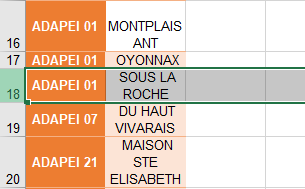 ADAPEI 01 MONTPLAIS
16 ANT
17 ADAPEI 01 OYONNAX
SOUS LA
18 ADAPEI 01 ROCHE
DU HAUT
19 ADAPEI 07 VIVARAIS
MAISON
ADAPEI 21 STE
20 ELISABETH